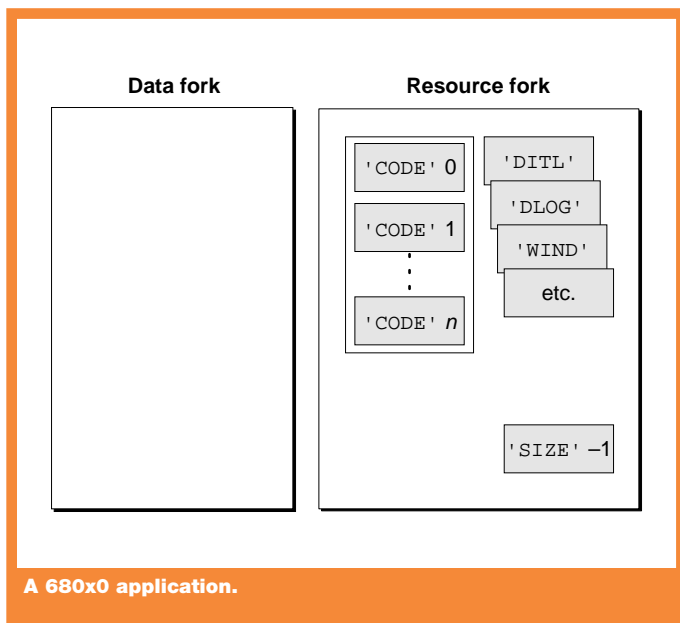 Data fork
Resource fork
'CODE' 0
'CODE' 1
'CODE' n
'DITL'
'DLOG'
'WIND'
etc.
'SIZE' –1
A 680x0 application.